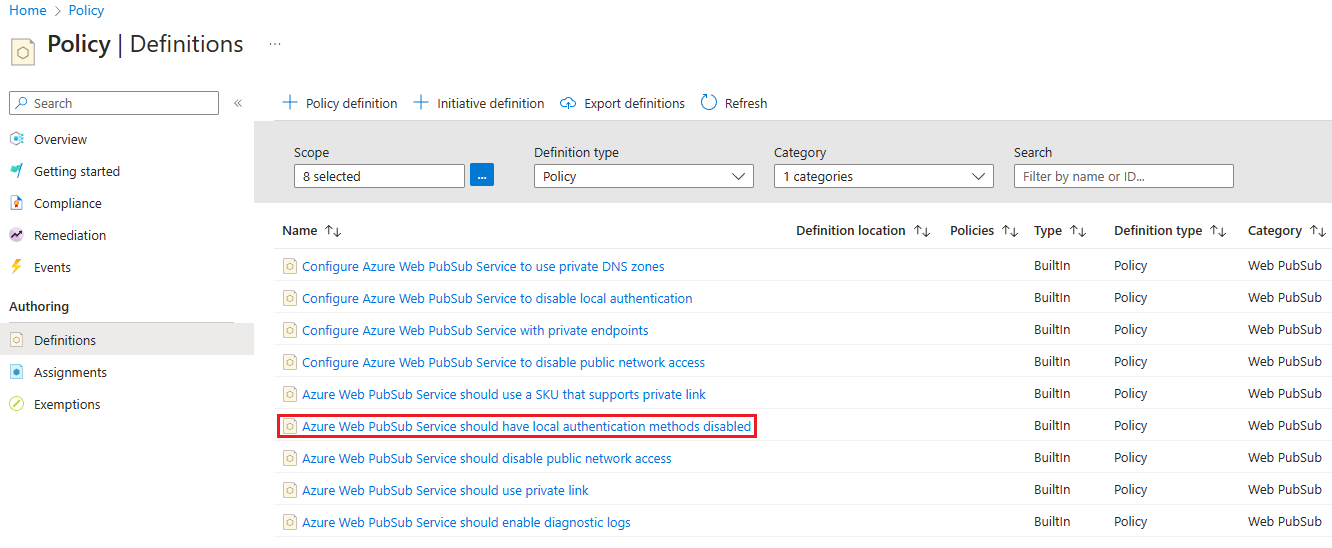 Home > Policy
Policy | Definitions ...
Search «
Overview
Getting started
Compliance
Remediation
Events
Authoring
Definitions
Assignments
Exemptions
Policy definition Initiative definition Export definitions Refresh
Scope Definition type Category Search
8 selected ... Policy 1 categories Filter by name or ID...
Name ↑↓ Definition location ↑↓ Policies ↑↓ Type ↑↓ Definition type ↑↓ Category ↑↓
Configure Azure Web PubSub Service to use private DNS zones BuiltIn Policy Web PubSub
Configure Azure Web PubSub Service to disable local authentication BuiltIn Policy Web PubSub
Configure Azure Web PubSub Service with private endpoints BuiltIn Policy Web PubSub
Configure Azure Web PubSub Service to disable public network access BuiltIn Policy Web PubSub
Azure Web PubSub Service should use a SKU that supports private link BuiltIn Policy Web PubSub
Azure Web PubSub Service should have local authentication methods disabled BuiltIn Policy Web PubSub
Azure Web PubSub Service should disable public network access BuiltIn Policy Web PubSub
Azure Web PubSub Service should use private link BuiltIn Policy Web PubSub
Azure Web PubSub Service should enable diagnostic logs BuiltIn Policy Web PubSub